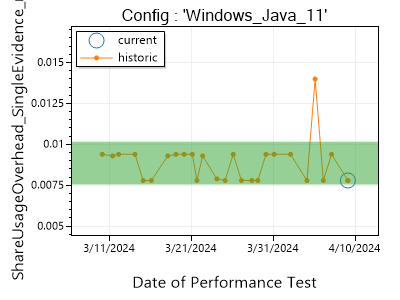 Config : 'Windows_Java_11'
current
historic
0.015
0.0125
0.01
0.0075
0.005
ShareUsageOverhead_SingleEvidence_
3/11/2024
3/21/2024
3/31/2024
4/10/2024
Date of Performance Test